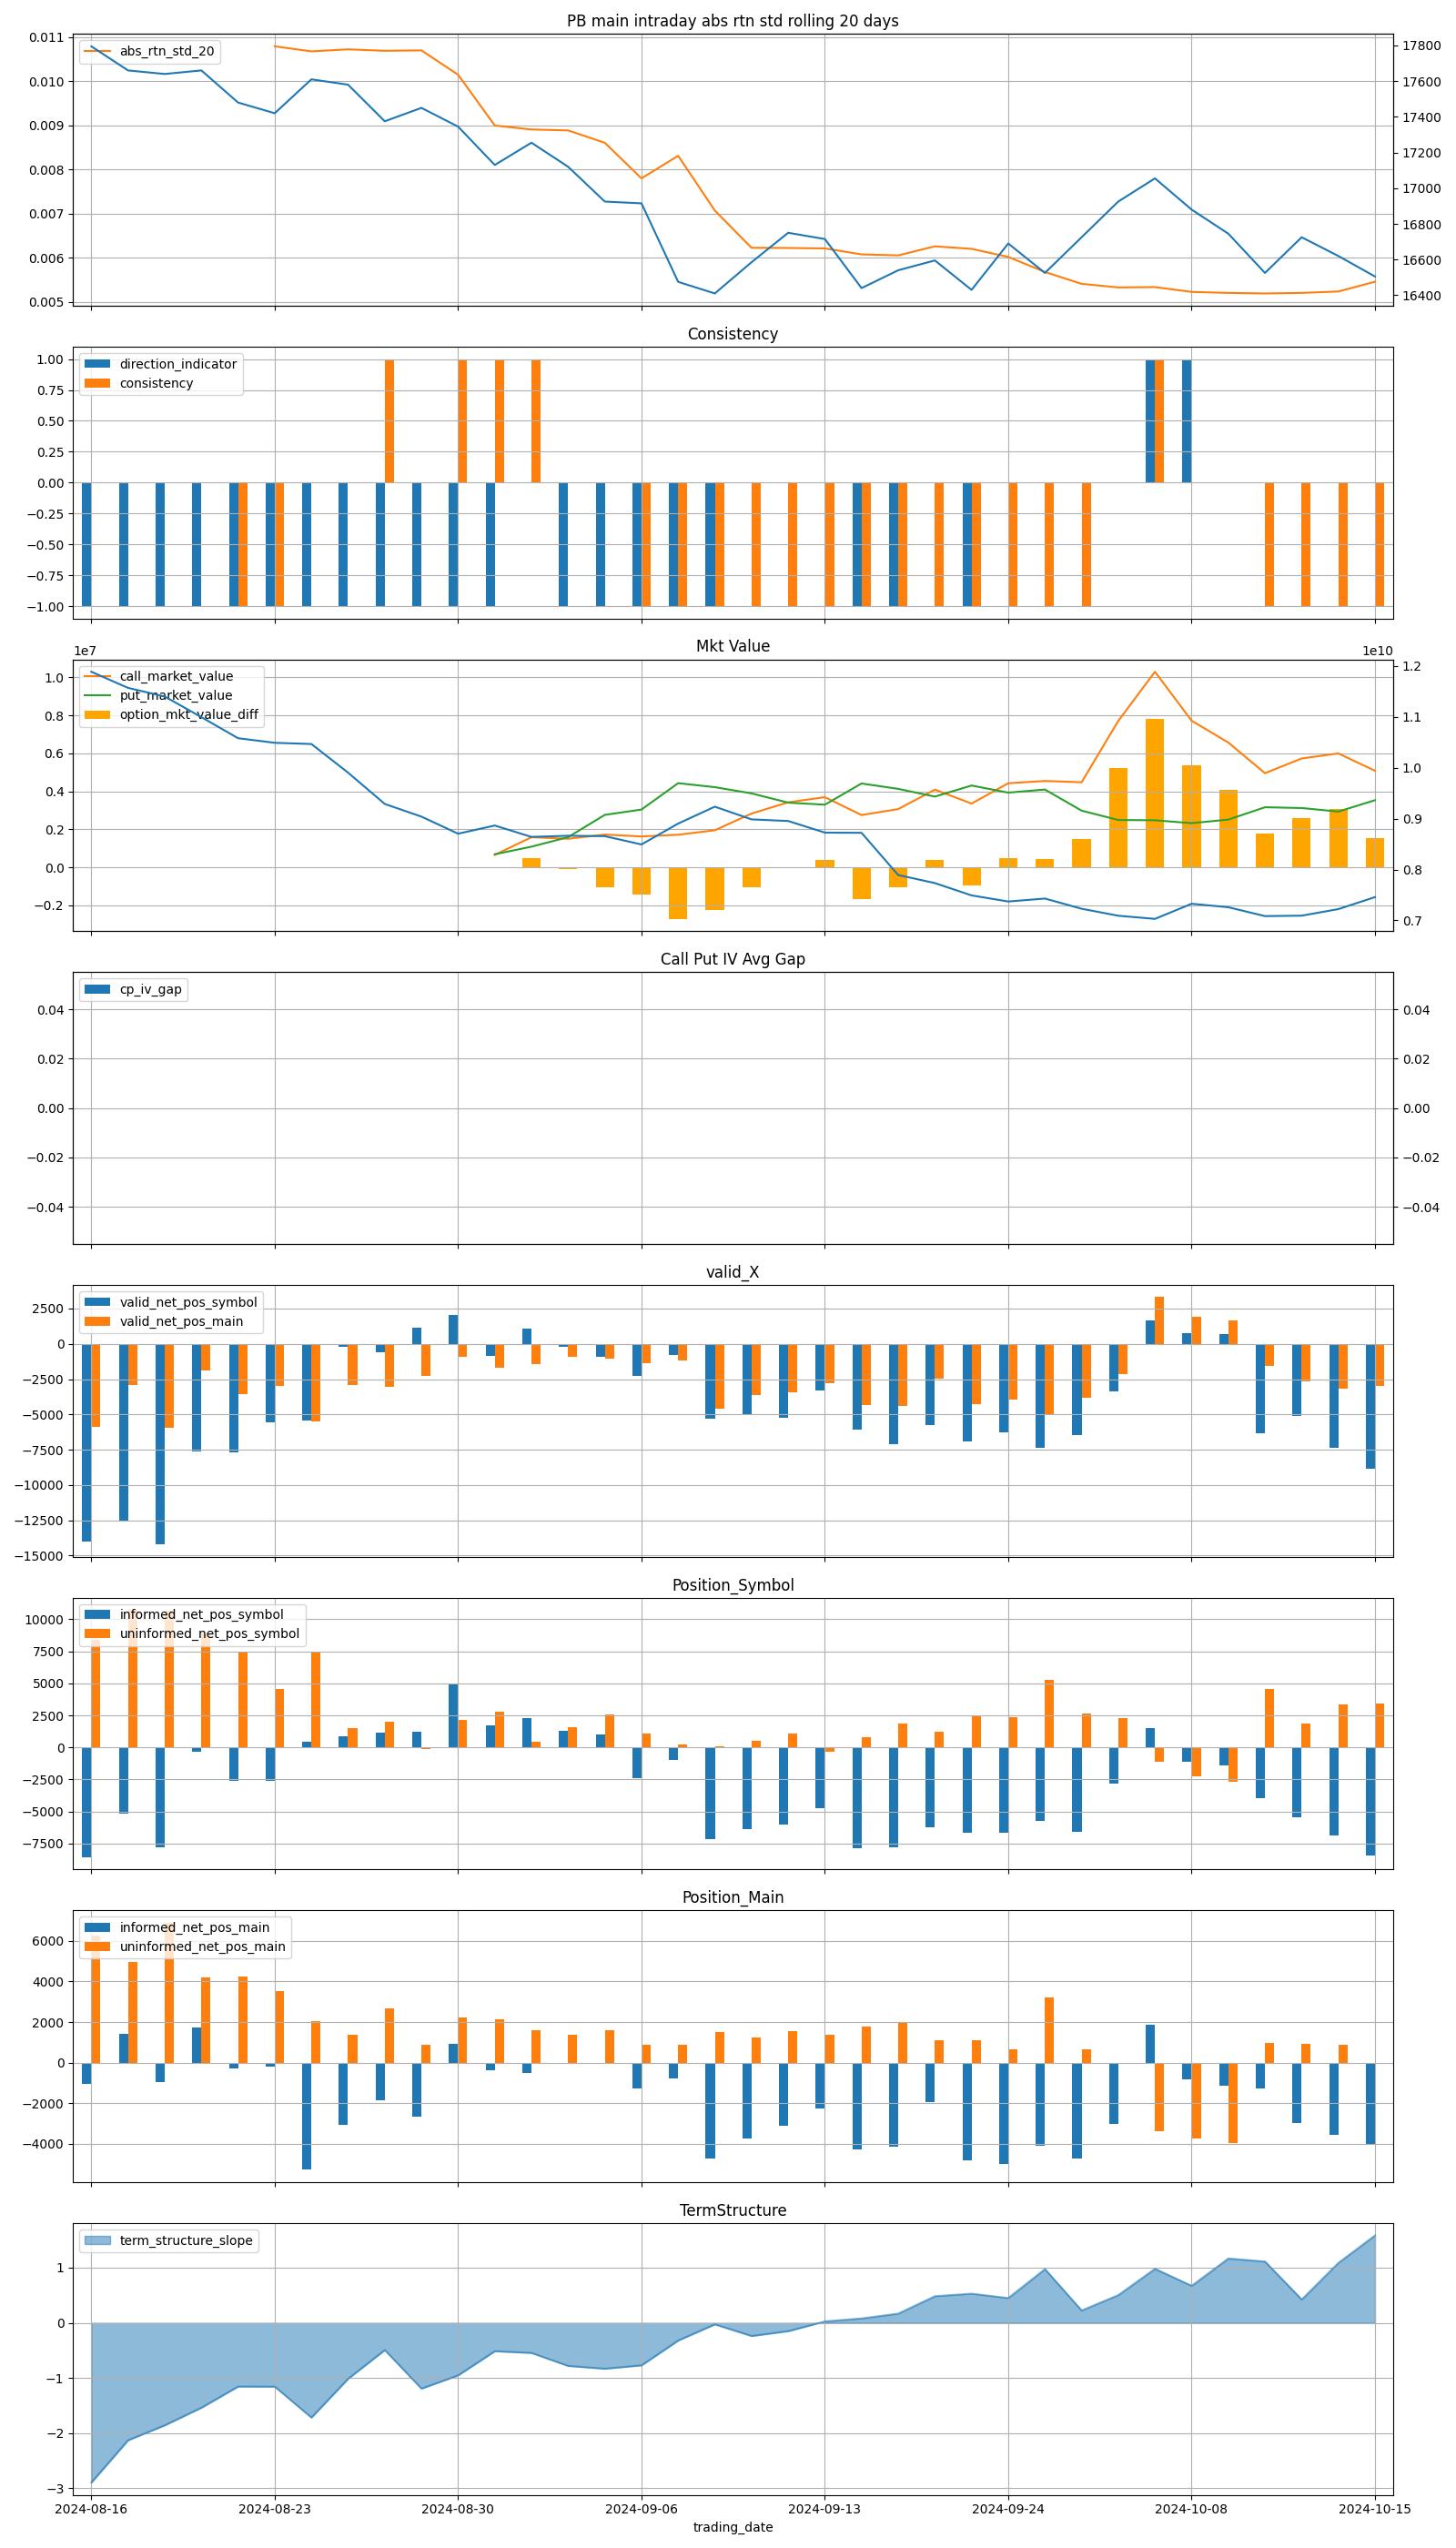 PB main intraday abs rtn std rolling 20 days
abs_rtn_std_20
0.011
0.010
0.009
0.008
0.007
0.006
0.005
17800
17600
17400
17200
17000
16800
16600
16400
Consistency
direction_indicator
consistency
1.00
0.75
0.50
0.25
0.00
−0.25
−0.50
−0.75
−1.00
Mkt Value
1e7
1e10
call_market_value
put_market_value
option_mkt_value_diff
1.0
0.8
0.6
0.4
0.2
0.0
−0.2
1.2
1.1
1.0
0.9
0.8
0.7
Call Put IV Avg Gap
cp_iv_gap
0.04
0.02
0.00
−0.02
−0.04
0.04
0.02
0.00
−0.02
−0.04
valid_X
valid_net_pos_symbol
valid_net_pos_main
2500
0
−2500
−5000
−7500
−10000
−12500
−15000
Position_Symbol
informed_net_pos_symbol
uninformed_net_pos_symbol
10000
7500
5000
2500
0
−2500
−5000
−7500
Position_Main
informed_net_pos_main
uninformed_net_pos_main
6000
4000
2000
0
−2000
−4000
TermStructure
term_structure_slope
1
0
−1
−2
−3
2024-08-16 2024-08-23 2024-08-30 2024-09-06 2024-09-13 2024-09-24 2024-10-08 2024-10-15
trading_date